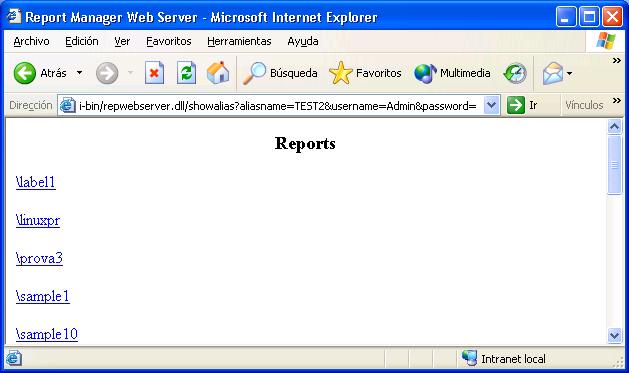 Report Manager Web Server - Microsoft Internet Explorer
Archivo Edición Ver Favoritos Herramientas Ayuda
Atrás Búsqueda Favoritos Multimedia »
Dirección i-bin/repwebserver.dll/showalias?aliasname=TEST2&username=Admin&password= Ir Vínculos »
Reports
\label1
\linuxpr
\prova3
\sample1
\sample10
Intranet local